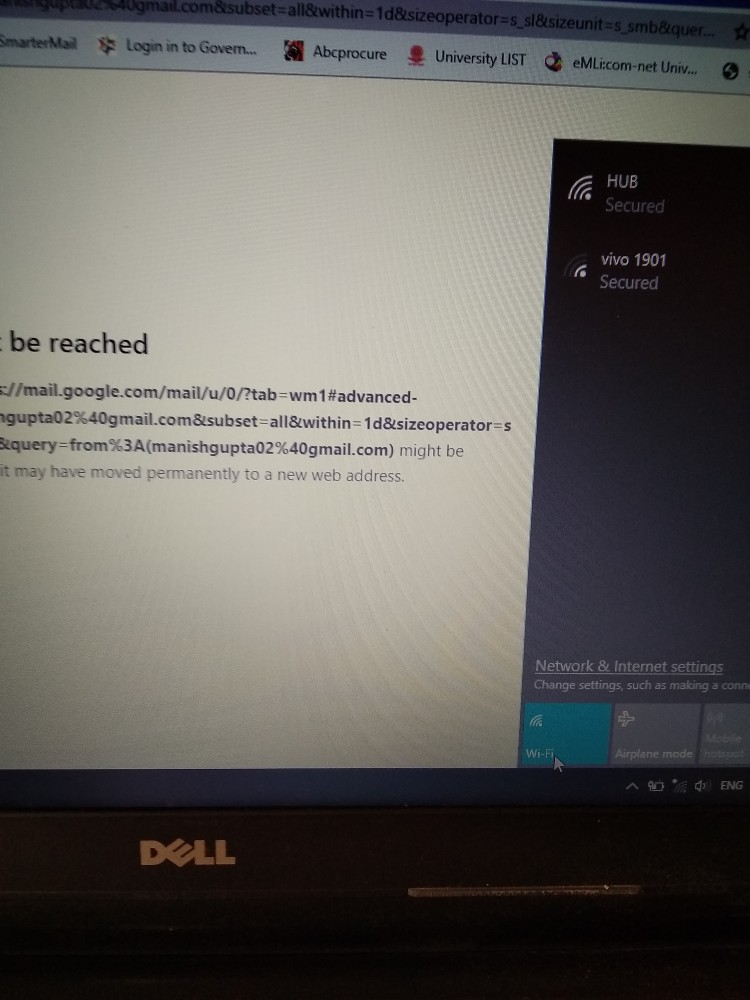 gmail.com&subset=all&within=1d&sizeoperator=s_sl&sizeunit=s_smb&quer...
SmarterMail Login in to Govern... Abcprocure University LIST eMLi:com-net Univ...
HUB
Secured
vivo 1901
Secured
be reached
s://mail.google.com/mail/u/0/?tab=wm1#advanced-
hgupta02%40gmail.com&subset=all&within=1d&sizeoperator=s
&query=from%3A(manishgupta02%40gmail.com) might be
it may have moved permanently to a new web address.
Network & Internet settings
Change settings, such as making a conn
Wi-Fi Airplane mode Mobile hotspot
ENG
DELL